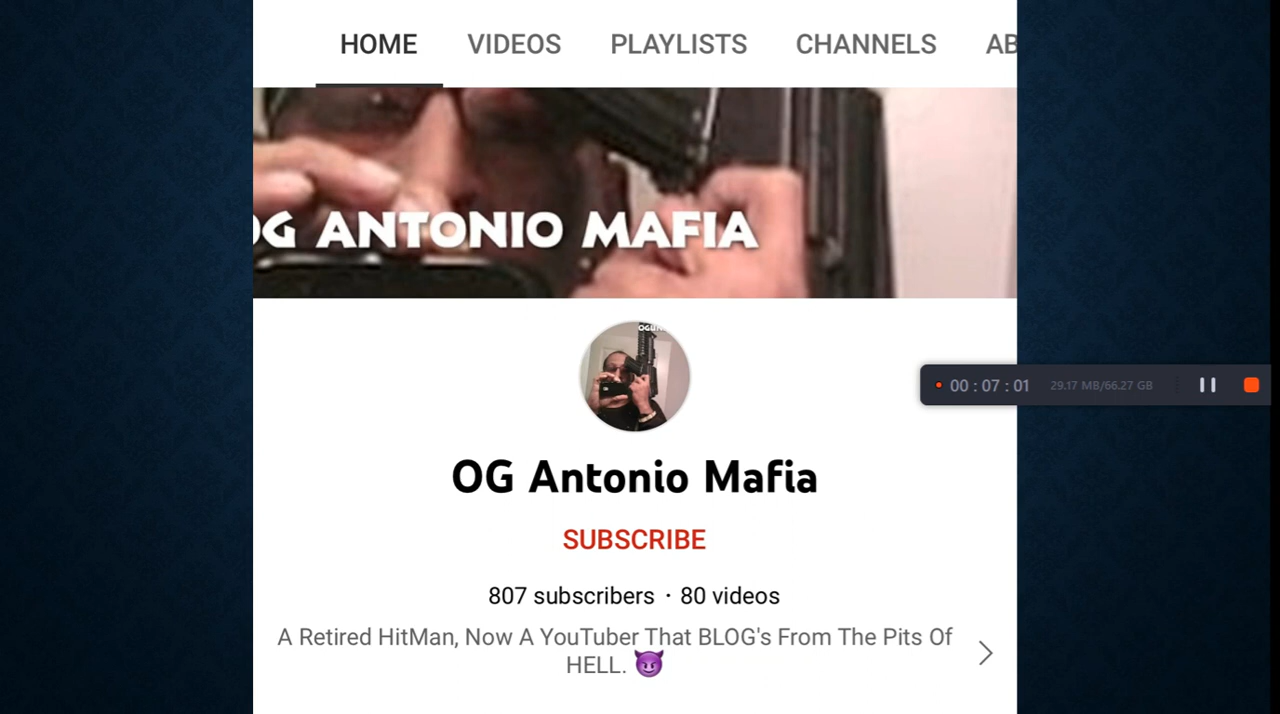 HOME VIDEOS PLAYLISTS CHANNELS AB
OG ANTONIO MAFIA
OG Antonio Mafia
SUBSCRIBE
807 subscribers · 80 videos
A Retired HitMan, Now A YouTuber That BLOG's From The Pits Of
HELL. 😈
00 : 07 : 01 29.17 MB/66.27 GB